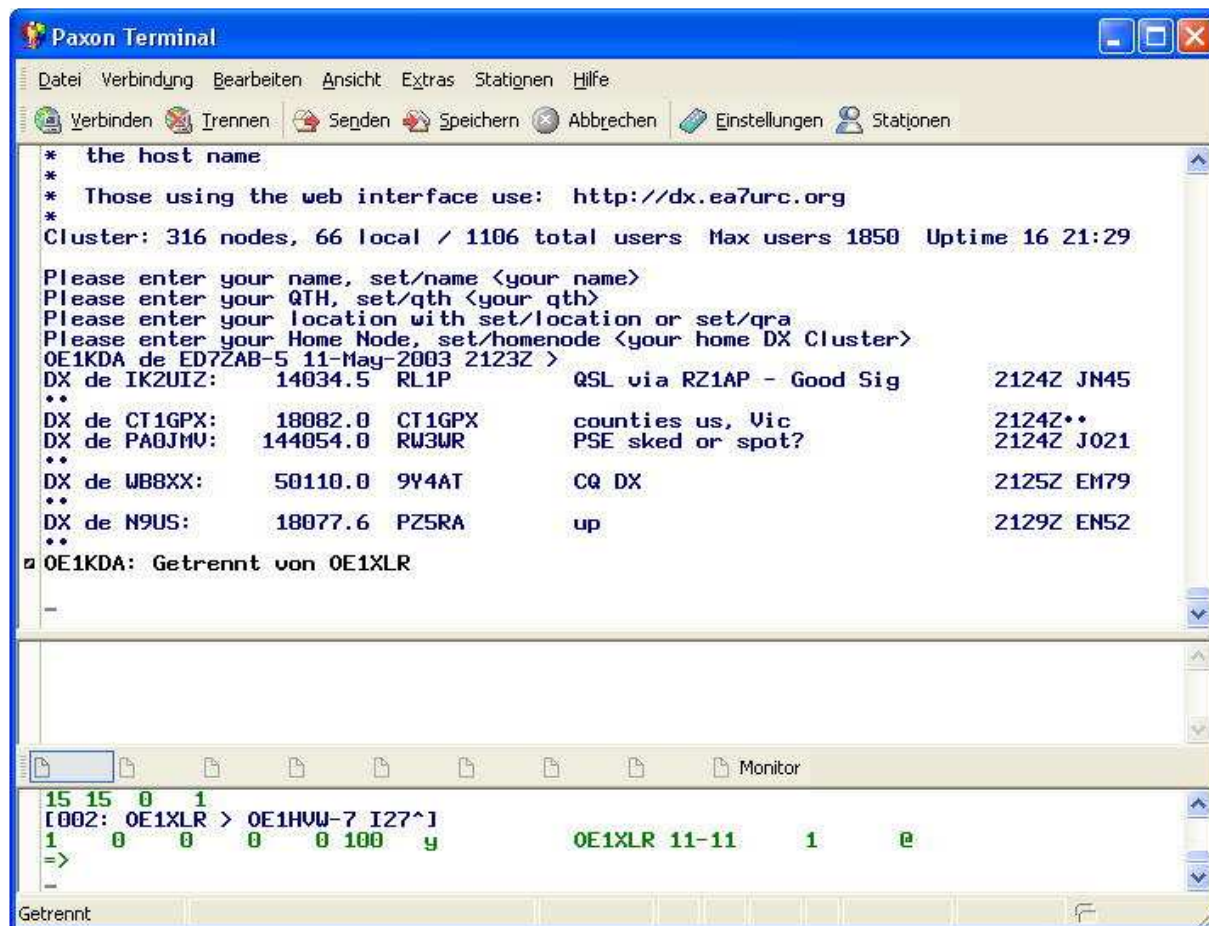 Paxon Terminal
Datei Verbindung Bearbeiten Ansicht Extras Stationen Hilfe
Verbinden Trennen Senden Speichern Abbrechen Einstellungen Stationen
* the host name
*
* Those using the web interface use: http://dx.ea7urc.org
*
Cluster: 316 nodes, 66 local / 1106 total users Max users 1850 Uptime 16 21:29
Please enter your name, set/name <your name>
Please enter your QTH, set/qth <your qth>
Please enter your location with set/location or set/qra
Please enter your Home Node, set/homenode <your home DX Cluster>
OE1KDA de ED7ZAB-5 11-May-2003 2123Z >
DX de IK2UIZ: 14034.5 RL1P QSL via RZ1AP - Good Sig 2124Z JN45
••
DX de CT1GPX: 18082.0 CT1GPX counties us, Vic 2124Z••
DX de PA0JMV: 144054.0 RW3WR PSE sked or spot? 2124Z JO21
••
DX de WB8XX: 50110.0 9Y4AT CQ DX 2125Z EM79
••
DX de N9US: 18077.6 PZ5RA up 2129Z EN52
••
OE1KDA: Getrennt von OE1XLR
Monitor
15 15 0 1
[002: OE1XLR > OE1HVW-7 I27^]
1 0 0 0 0 100 y OE1XLR 11-11 1 @
=>
Getrennt